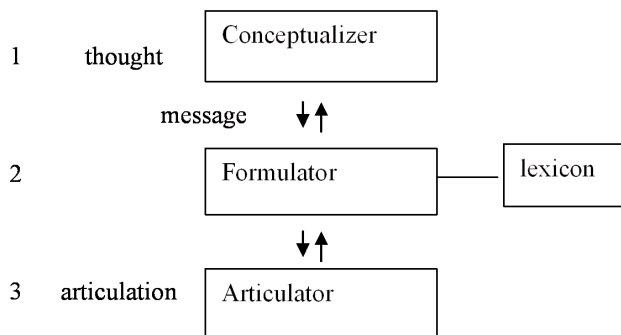 1 thought Conceptualizer
message
2 Formulator lexicon
3 articulation Articulator